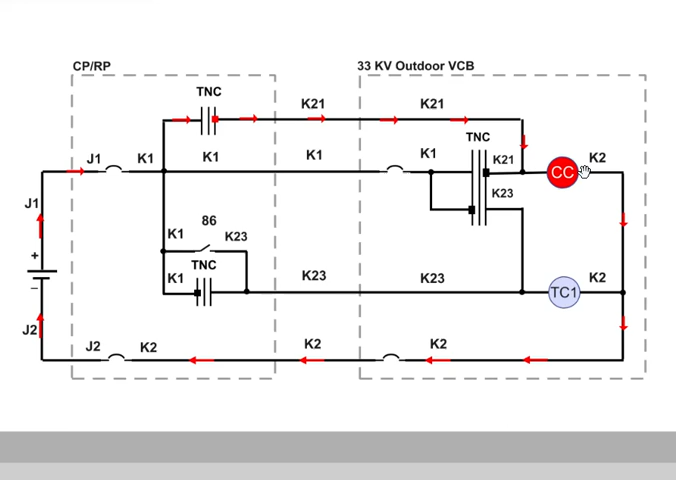 CP/RP
33 KV Outdoor VCB
TNC
K21
K21
TNC
J1
K1
K1
K1
K1
K21
CC
K2
K23
J1
86
K1
K23
+
TNC
K1
K23
K23
K2
–
TC1
J2
J2
K2
K2
K2